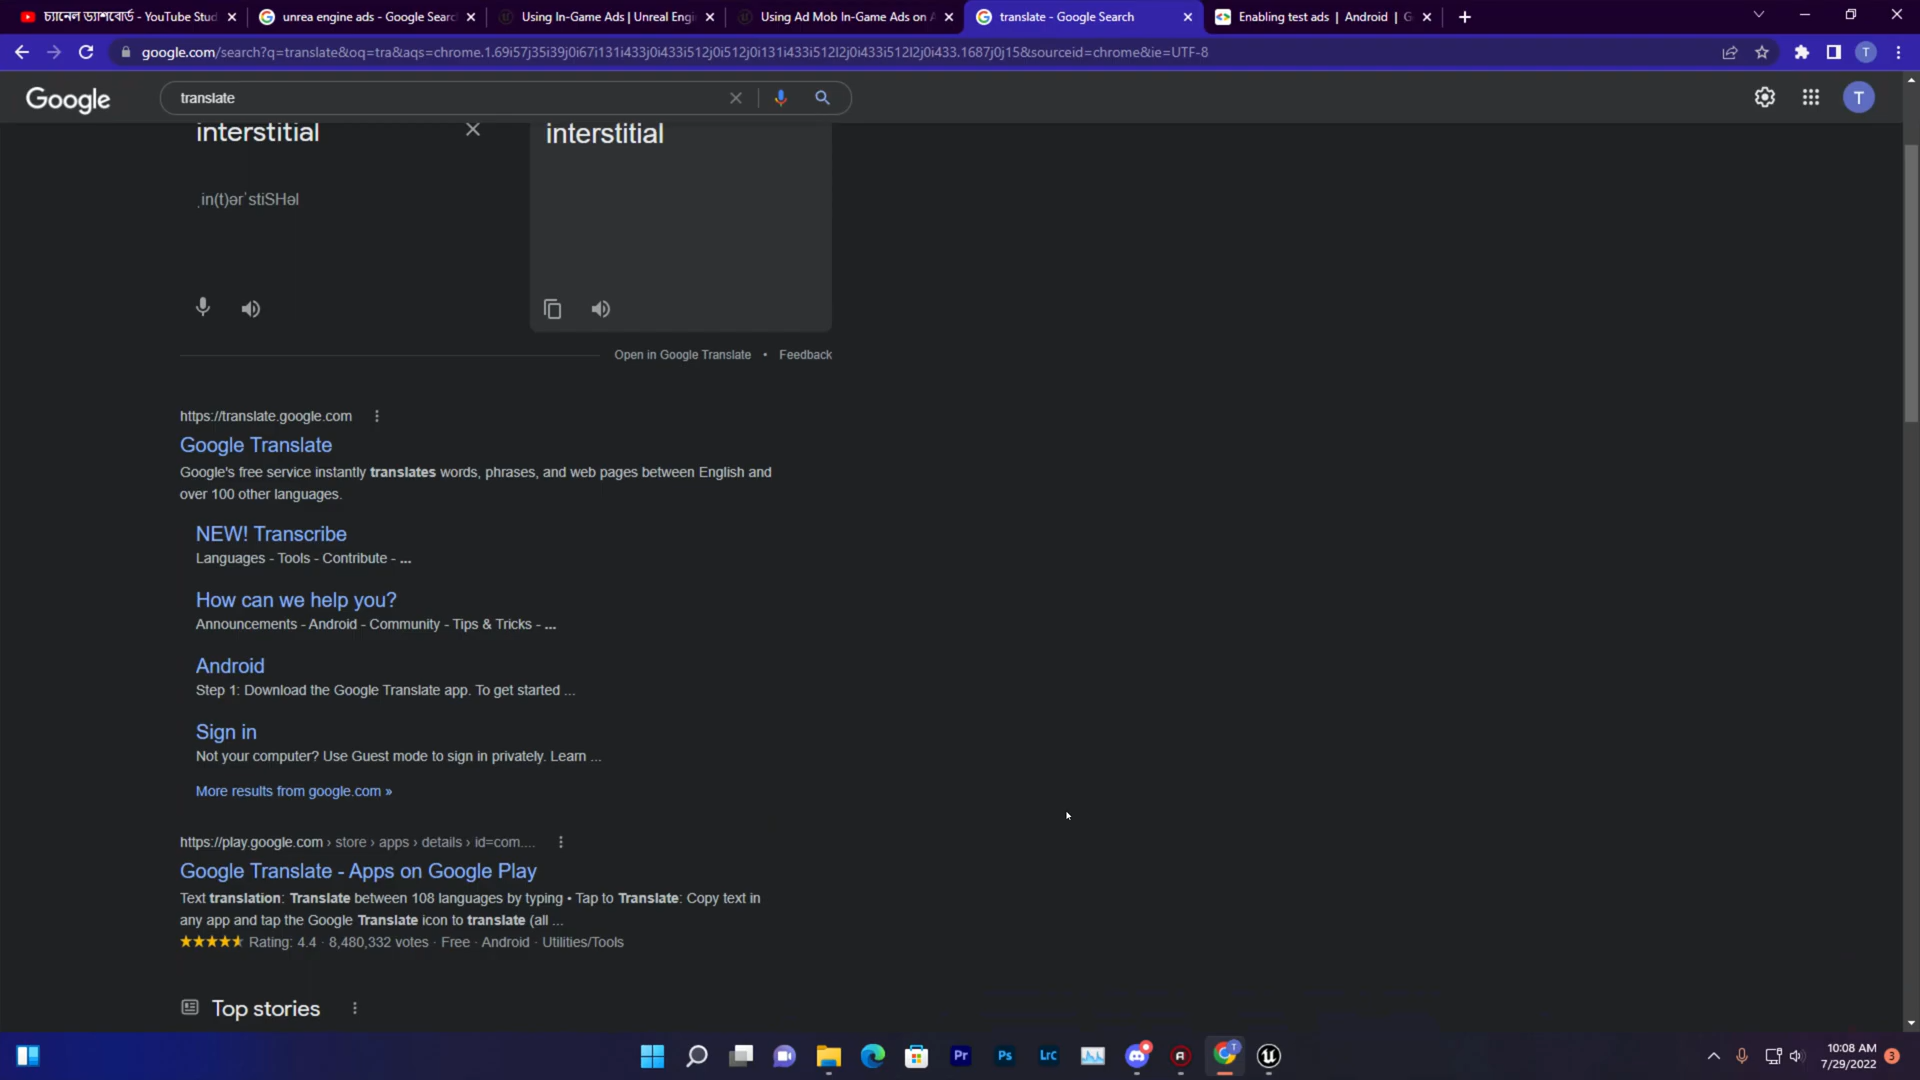 চ্যানেল ড্যাশবোর্ড - YouTube Stud
unrea engine ads - Google Searc
Using In-Game Ads | Unreal Engi
Using Ad Mob In-Game Ads on A
translate - Google Search
Enabling test ads | Android | G
google.com/search?q=translate&oq=tra&aqs=chrome.1.69i57j35i39j0i67i131i433j0i433i512j0i512j0i131i433i512l2j0i433i512l2j0i433.1687j0j15&sourceid=chrome&ie=UTF-8
T
Google
translate
T
interstitial
interstitial
ˌin(t)ərˈstiSHəl
Open in Google Translate • Feedback
https://translate.google.com
Google Translate
Google's free service instantly translates words, phrases, and web pages between English and
over 100 other languages.
NEW! Transcribe
Languages - Tools - Contribute - ...
How can we help you?
Announcements - Android - Community - Tips & Tricks - ...
Android
Step 1: Download the Google Translate app. To get started ...
Sign in
Not your computer? Use Guest mode to sign in privately. Learn ...
More results from google.com »
https://play.google.com › store › apps › details › id=com....
Google Translate - Apps on Google Play
Text translation: Translate between 108 languages by typing • Tap to Translate: Copy text in
any app and tap the Google Translate icon to translate (all ...
Rating: 4.4 · 8,480,332 votes · Free · Android · Utilities/Tools
Top stories
Pr
Ps
LrC
T
10:08 AM
7/29/2022
3